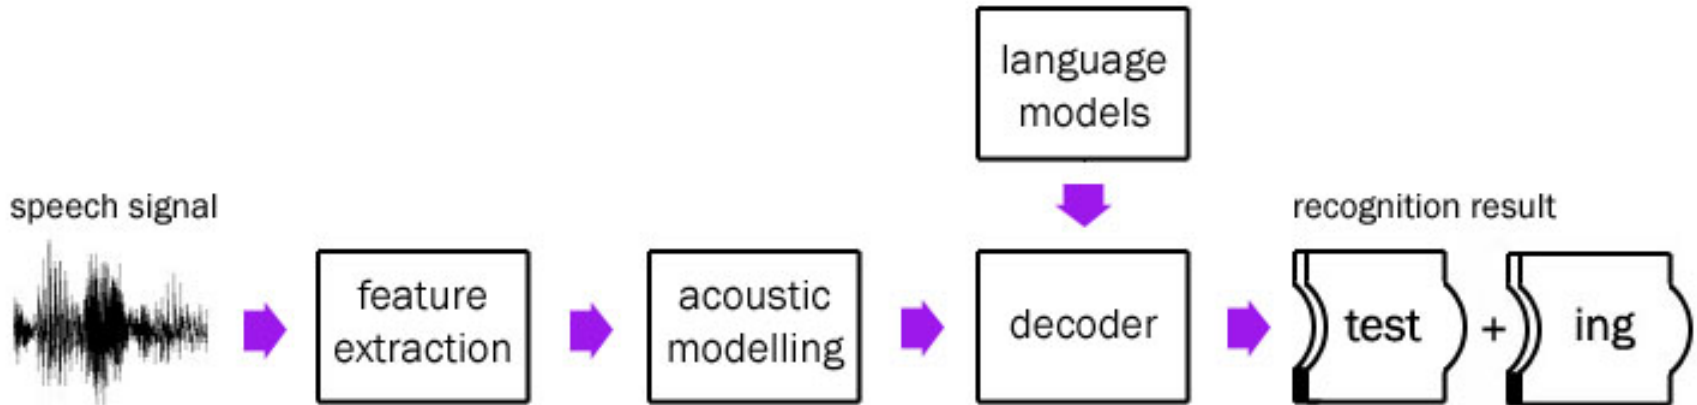 language
models
speech signal
recognition result
feature
extraction
acoustic
modelling
decoder
test + ing